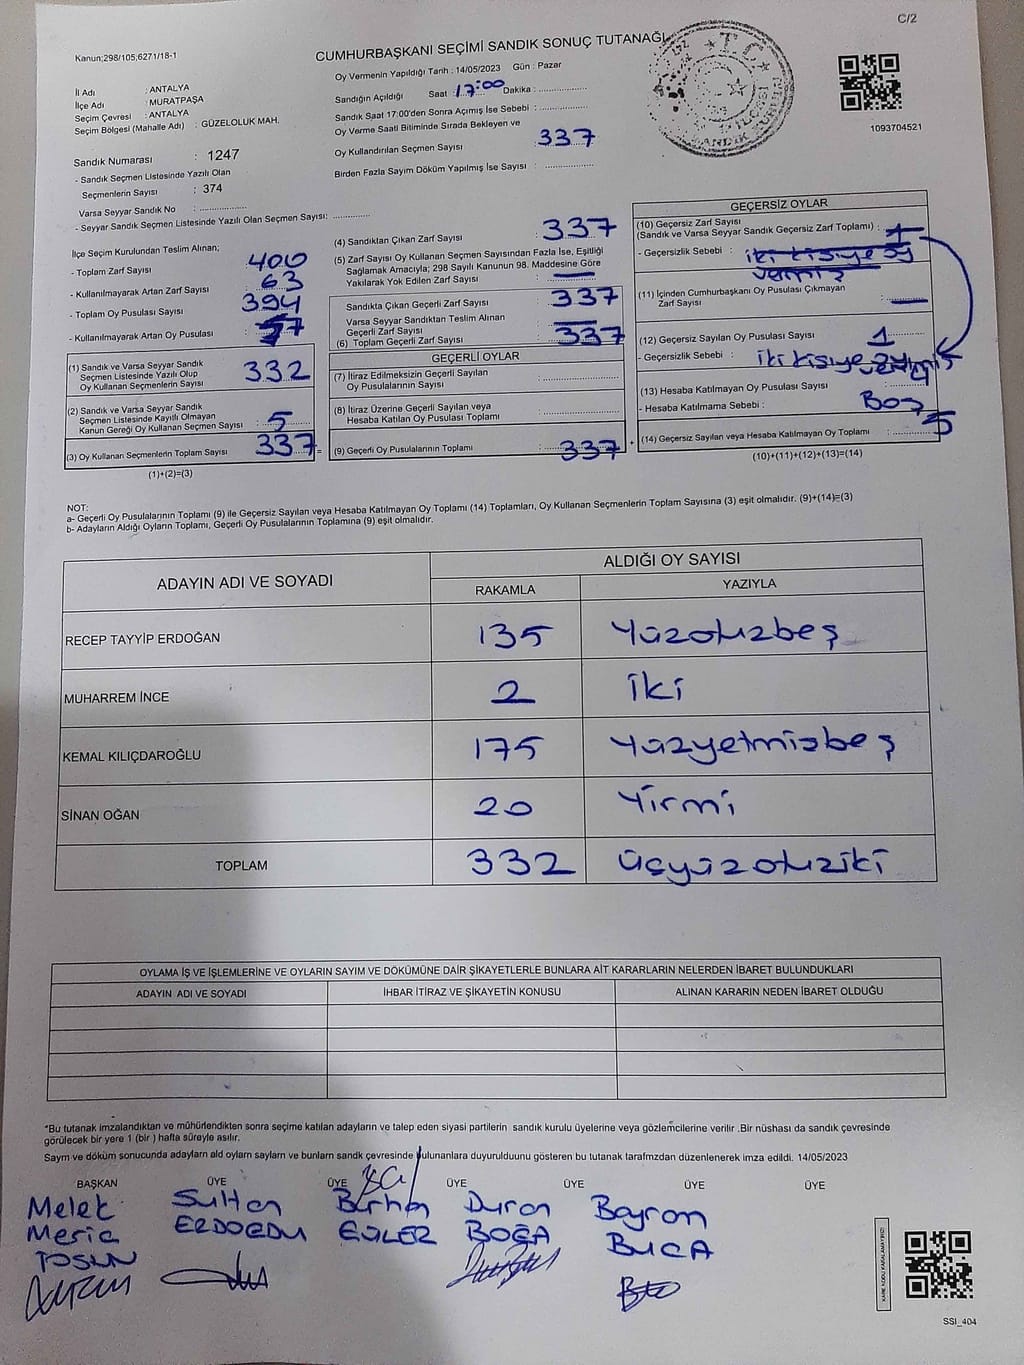 C/2
Kanun;298/105;6271/18-1
CUMHURBAŞKANI SEÇİMİ SANDIK SONUÇ TUTANAĞI
İl Adı : ANTALYA
İlçe Adı : MURATPAŞA
Seçim Çevresi : ANTALYA
Seçim Bölgesi (Mahalle Adı) : GÜZELOLUK MAH.
Sandık Numarası : 1247
- Sandık Seçmen Listesinde Yazılı Olan
Seçmenlerin Sayısı : 374
Varsa Seyyar Sandık No : ................
- Seyyar Sandık Seçmen Listesinde Yazılı Olan Seçmen Sayısı: ............
Oy Vermenin Yapıldığı Tarih : 14/05/2023 Gün : Pazar
Sandığın Açıldığı Saat : 17:00 Dakika : ................
Sandık Saat 17:00'den Sonra Açılmış İse Sebebi : ................
Oy Verme Saati Bitiminde Sırada Bekleyen ve
Oy Kullandırılan Seçmen Sayısı : 337
Birden Fazla Sayım Döküm Yapılmış İse Sayısı : ................
T.C.
1093704521
İlçe Seçim Kurulundan Teslim Alınan;
- Toplam Zarf Sayısı : 400
- Kullanılmayarak Artan Zarf Sayısı : 63
- Toplam Oy Pusulası Sayısı : 394
- Kullanılmayarak Artan Oy Pusulası : 57
(1) Sandık ve Varsa Seyyar Sandık
Seçmen Listesinde Yazılı Olup
Oy Kullanan Seçmenlerin Sayısı : 332
(2) Sandık ve Varsa Seyyar Sandık
Seçmen Listesinde Kayıtlı Olmayan
Kanun Gereği Oy Kullanan Seçmen Sayısı : 5
(3) Oy Kullanan Seçmenlerin Toplam Sayısı : 337 =
(1)+(2)=(3)
(4) Sandıktan Çıkan Zarf Sayısı : 337
(5) Zarf Sayısı Oy Kullanan Seçmen Sayısından Fazla İse, Eşitliği
Sağlamak Amacıyla; 298 Sayılı Kanunun 98. Maddesine Göre
Yakılarak Yok Edilen Zarf Sayısı : —
Sandıkta Çıkan Geçerli Zarf Sayısı : 337
Varsa Seyyar Sandıktan Teslim Alınan
Geçerli Zarf Sayısı : —
(6) Toplam Geçerli Zarf Sayısı : 337
GEÇERLİ OYLAR
(7) İtiraz Edilmeksizin Geçerli Sayılan
Oy Pusulalarının Sayısı : ................
(8) İtiraz Üzerine Geçerli Sayılan veya
Hesaba Katılan Oy Pusulası Toplamı : ................
(9) Geçerli Oy Pusulalarının Toplamı : 337 +
GEÇERSİZ OYLAR
(10) Geçersiz Zarf Sayısı
(Sandık ve Varsa Seyyar Sandık Geçersiz Zarf Toplamı) : 1
- Geçersizlik Sebebi : iki kişiye oy
vermiş
(11) İçinden Cumhurbaşkanı Oy Pusulası Çıkmayan
Zarf Sayısı : —
(12) Geçersiz Sayılan Oy Pusulası Sayısı : 1
- Geçersizlik Sebebi : iki kişiye
(13) Hesaba Katılmayan Oy Pusulası Sayısı : 4
- Hesaba Katılmama Sebebi : Boş
(14) Geçersiz Sayılan veya Hesaba Katılmayan Oy Toplamı : 5
(10)+(11)+(12)+(13)=(14)
NOT:
a- Geçerli Oy Pusulalarının Toplamı (9) ile Geçersiz Sayılan veya Hesaba Katılmayan Oy Toplamı (14) Toplamları, Oy Kullanan Seçmenlerin Toplam Sayısına (3) eşit olmalıdır. (9)+(14)=(3)
b- Adayların Aldığı Oyların Toplamı, Geçerli Oy Pusulalarının Toplamına (9) eşit olmalıdır.
ADAYIN ADI VE SOYADI ALDIĞI OY SAYISI
RAKAMLA YAZIYLA
RECEP TAYYİP ERDOĞAN 135 Yüzotuzbeş
MUHARREM İNCE 2 iki
KEMAL KILIÇDAROĞLU 175 Yüzyetmişbeş
SİNAN OĞAN 20 Yirmi
TOPLAM 332 üçyüzotuziki
OYLAMA İŞ VE İŞLEMLERİNE VE OYLARIN SAYIM VE DÖKÜMÜNE DAİR ŞİKAYETLERLE BUNLARA AİT KARARLARIN NELERDEN İBARET BULUNDUKLARI
ADAYIN ADI VE SOYADI İHBAR İTİRAZ VE ŞİKAYETİN KONUSU ALINAN KARARIN NEDEN İBARET OLDUĞU
*Bu tutanak imzalandıktan ve mühürlendikten sonra seçime katılan adayların ve talep eden siyasi partilerin sandık kurulu üyelerine veya gözlemcilerine verilir .Bir nüshası da sandık çevresinde
görülecek bir yere 1 (bir ) hafta süreyle asılır.
Sayım ve döküm sonucunda adayların aldı oyların sayıları ve bunların sandık çevresinde bulunanlara duyurulduunu gösteren bu tutanak tarafmızdan düzenlenerek imza edildi. 14/05/2023
BAŞKAN ÜYE ÜYE ÜYE ÜYE ÜYE ÜYE
Melek Sultan Burhan Duran Bayram
Meriç ERDOĞDU GÜLER BOĞA BUCA
TOSUN
SSI_404